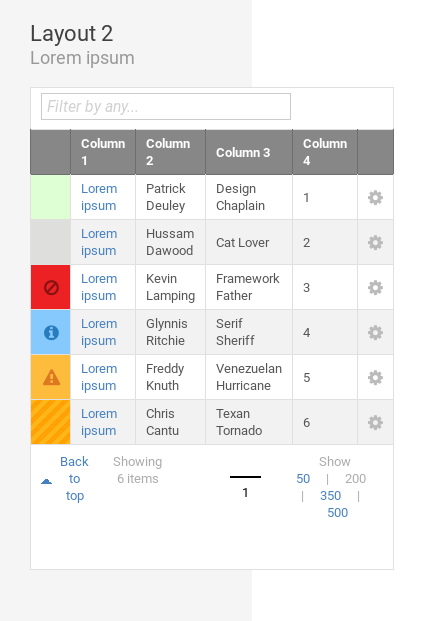 Layout 2
Lorem ipsum
Filter by any...
Column 1 Column 2 Column 3 Column 4
Lorem ipsum Patrick Deuley Design Chaplain 1
Lorem ipsum Hussam Dawood Cat Lover 2
Lorem ipsum Kevin Lamping Framework Father 3
Lorem ipsum Glynnis Ritchie Serif Sheriff 4
Lorem ipsum Freddy Knuth Venezuelan Hurricane 5
Lorem ipsum Chris Cantu Texan Tornado 6
Back to top
Showing 6 items
1
Show
50 | 200
| 350 |
500